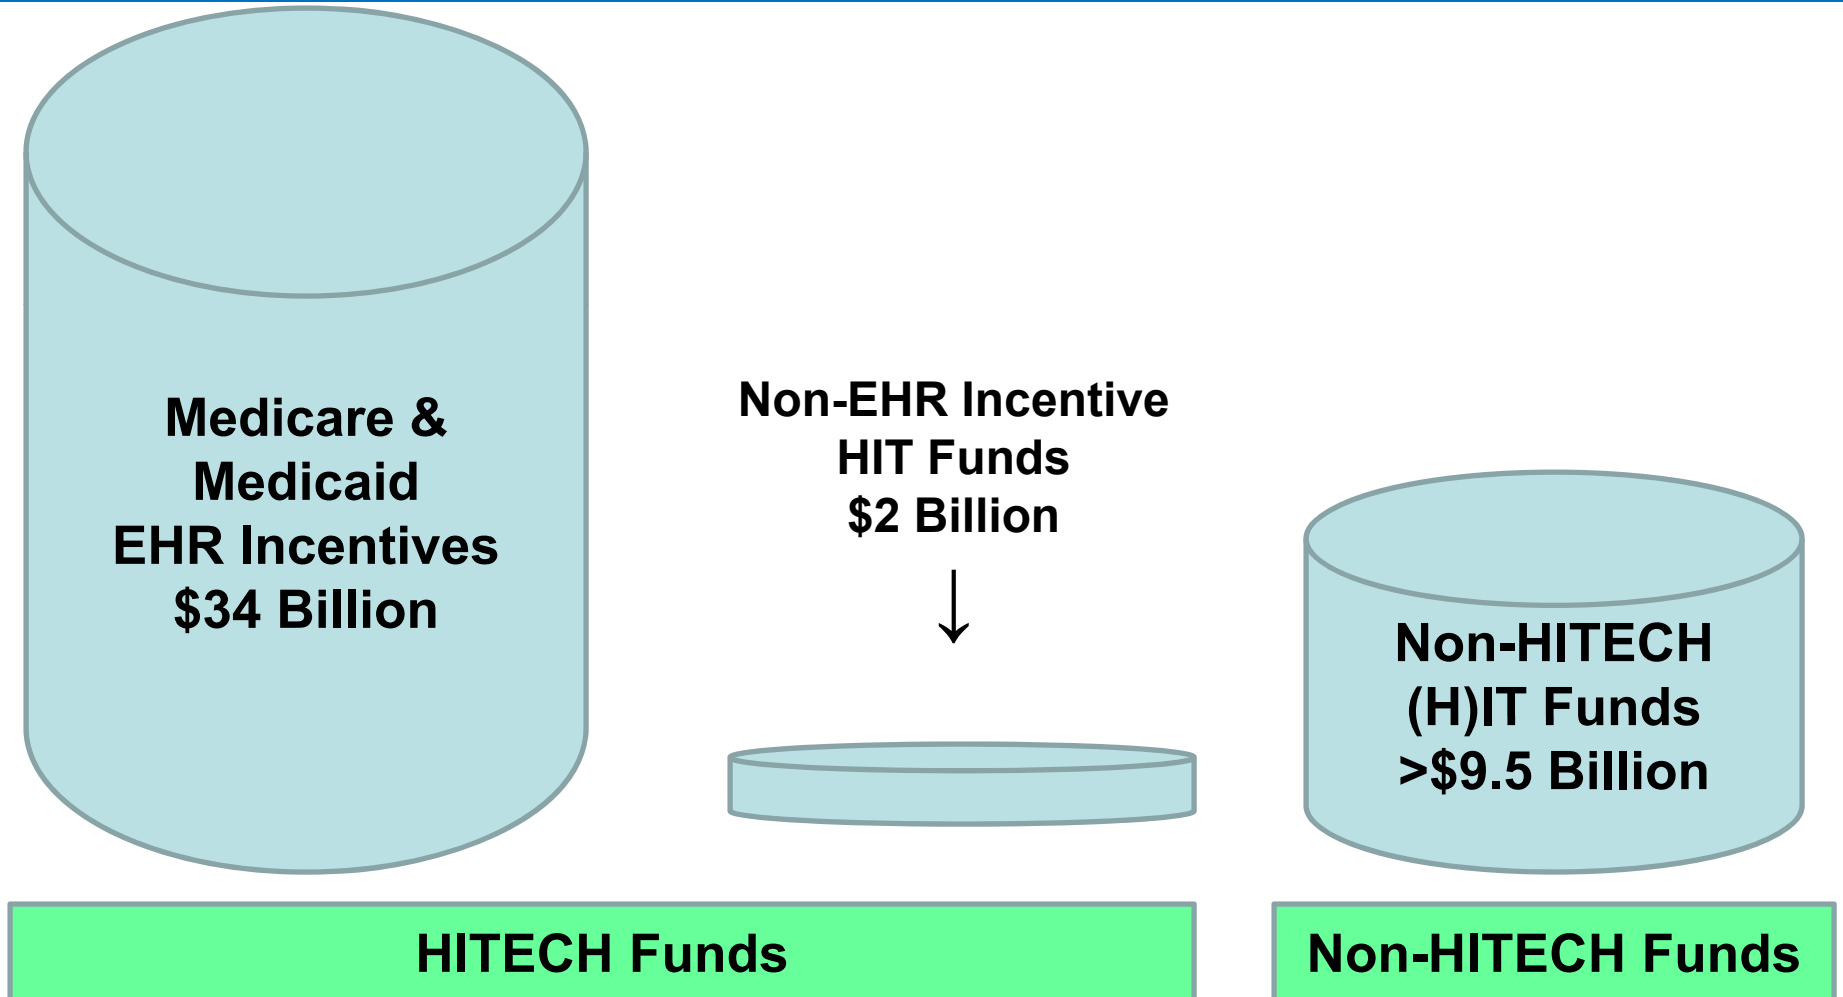 Medicare &
Medicaid
EHR Incentives
$34 Billion
Non-EHR Incentive
HIT Funds
$2 Billion
↓
Non-HITECH
(H)IT Funds
>$9.5 Billion
HITECH Funds
Non-HITECH Funds